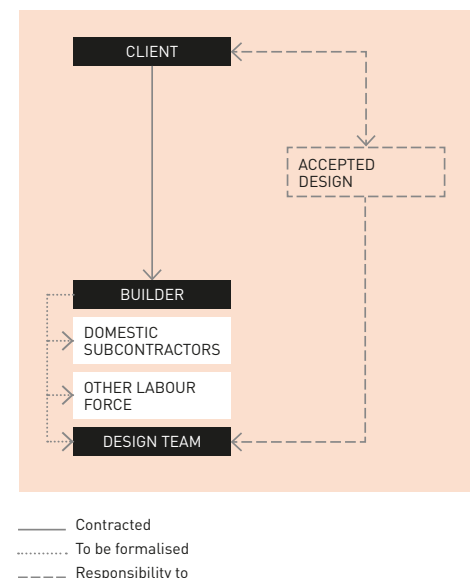 CLIENT
ACCEPTED
DESIGN
BUILDER
DOMESTIC
SUBCONTRACTORS
OTHER LABOUR
FORCE
DESIGN TEAM
Contracted
To be formalised
Responsibility to